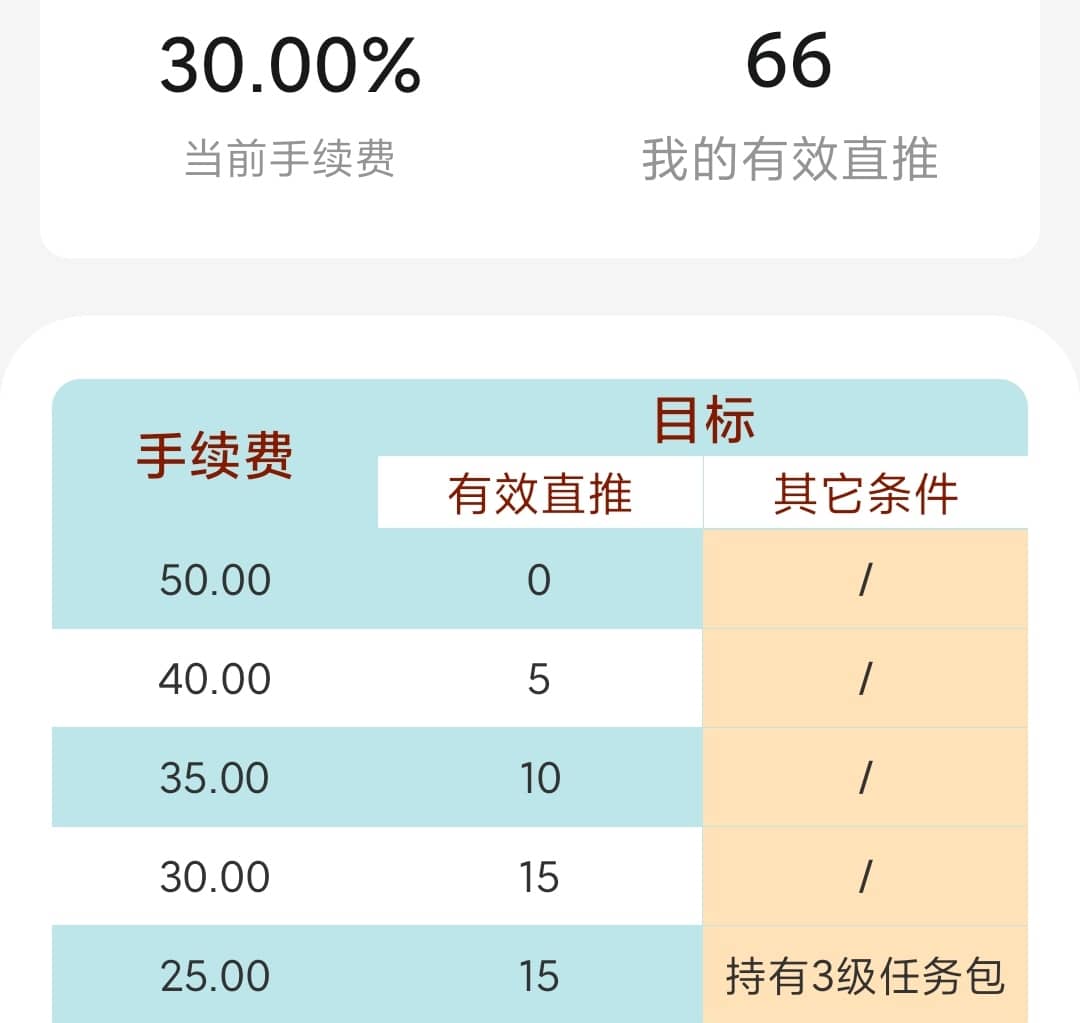 30.00% 66
当前手续费 我的有效直推
目标
手续费
有效直推 其它条件
50.00 0 /
40.00 5 /
35.00 10 /
30.00 15 /
25.00 15 持有3级任务包